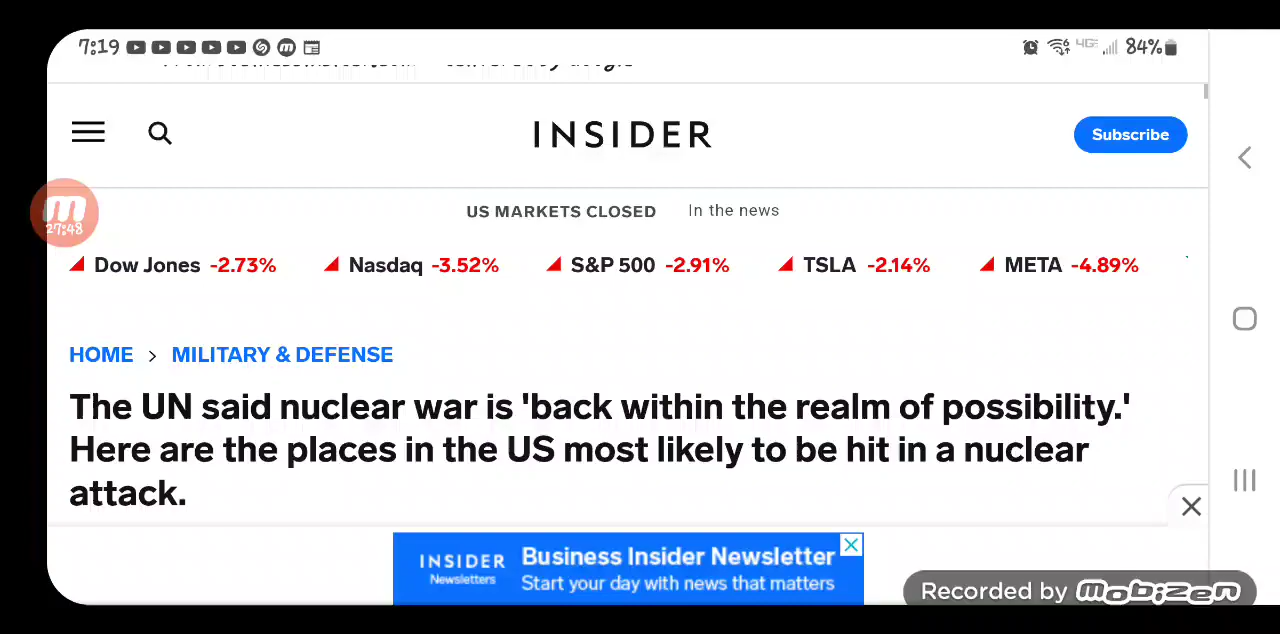 7:19
4GE 84%
INSIDER
Subscribe
27:48
US MARKETS CLOSED In the news
Dow Jones -2.73% Nasdaq -3.52% S&P 500 -2.91% TSLA -2.14% META -4.89%
HOME > MILITARY & DEFENSE
The UN said nuclear war is 'back within the realm of possibility.'
Here are the places in the US most likely to be hit in a nuclear
attack.
INSIDER
Newsletters
Business Insider Newsletter
Start your day with news that matters
Recorded by mobizen